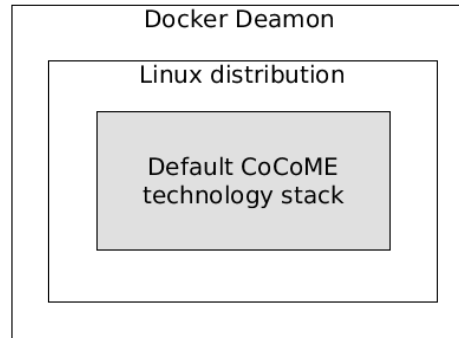 Docker Deamon
Linux distribution
Default CoCoME
technology stack